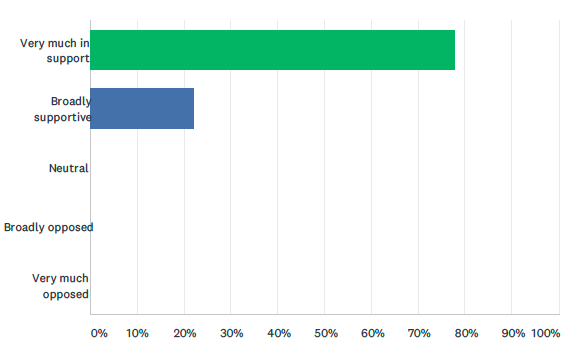 Very much in
support
Broadly
supportive
Neutral
Broadly opposed
Very much
opposed
0% 10% 20% 30% 40% 50% 60% 70% 80% 90% 100%